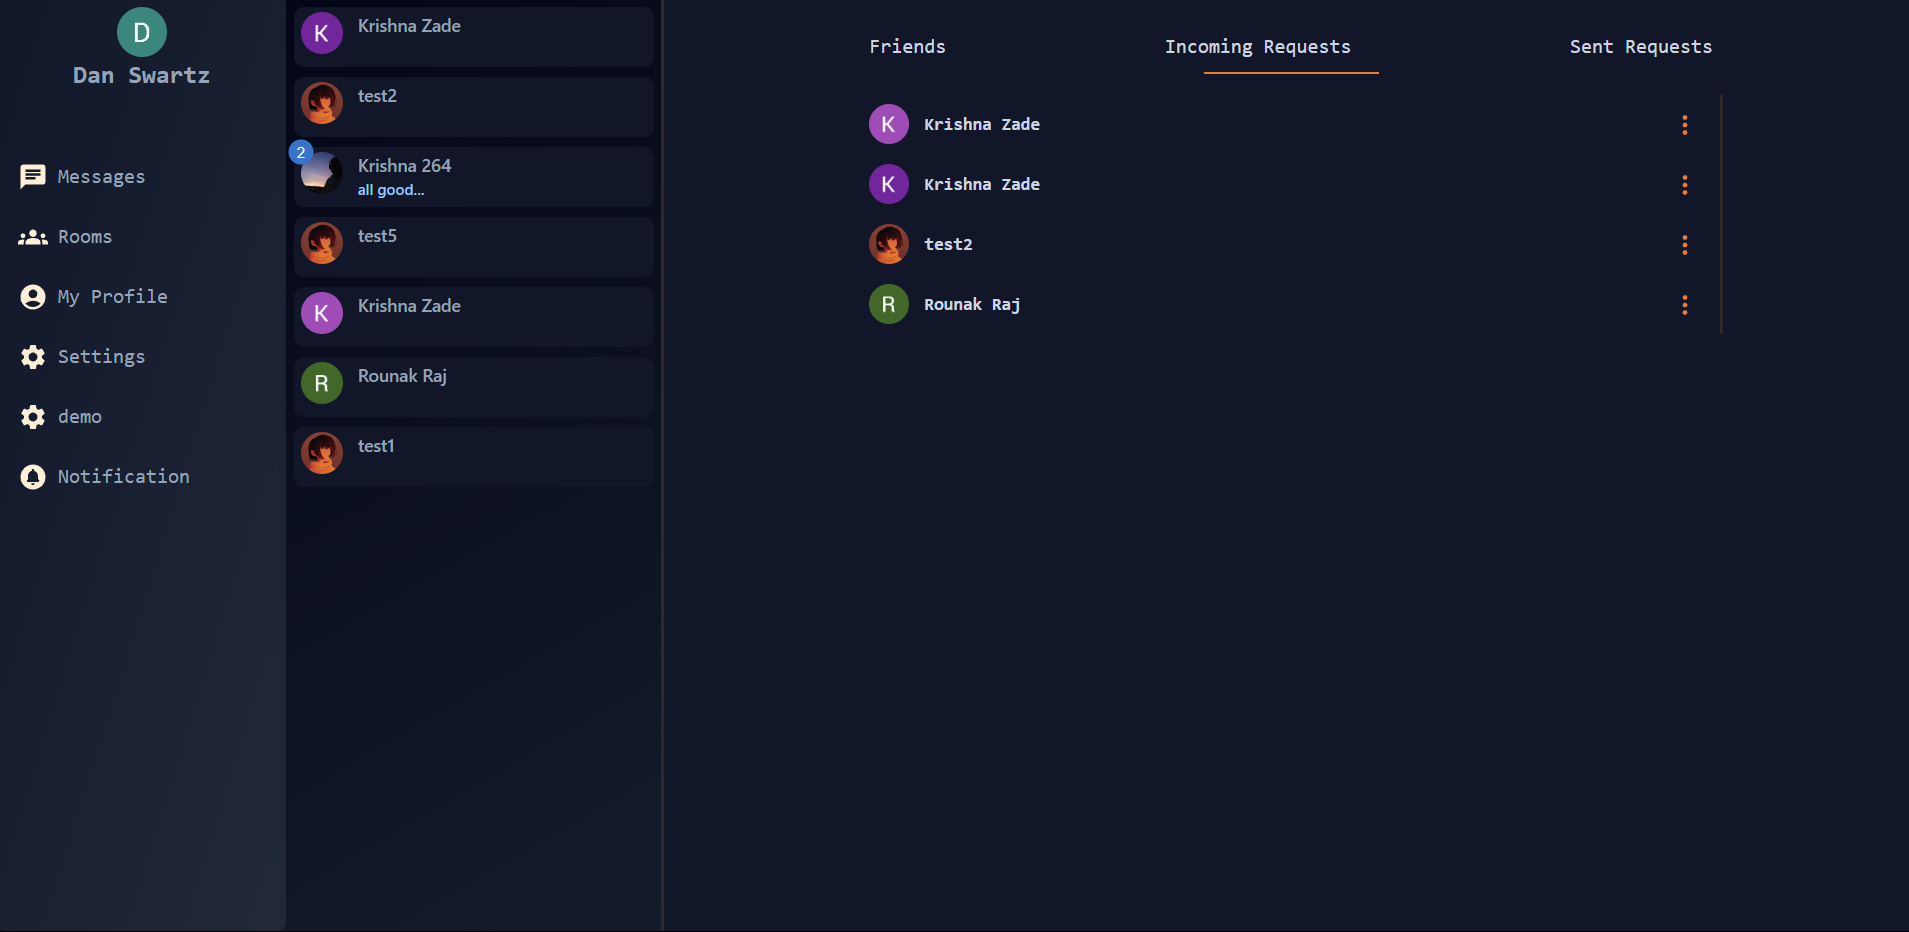 D
Dan Swartz
Messages
Rooms
My Profile
Settings
demo
Notification
K
Krishna Zade
test2
2
Krishna 264
all good...
test5
K
Krishna Zade
R
Rounak Raj
test1
Friends
Incoming Requests
Sent Requests
K
Krishna Zade
K
Krishna Zade
test2
R
Rounak Raj